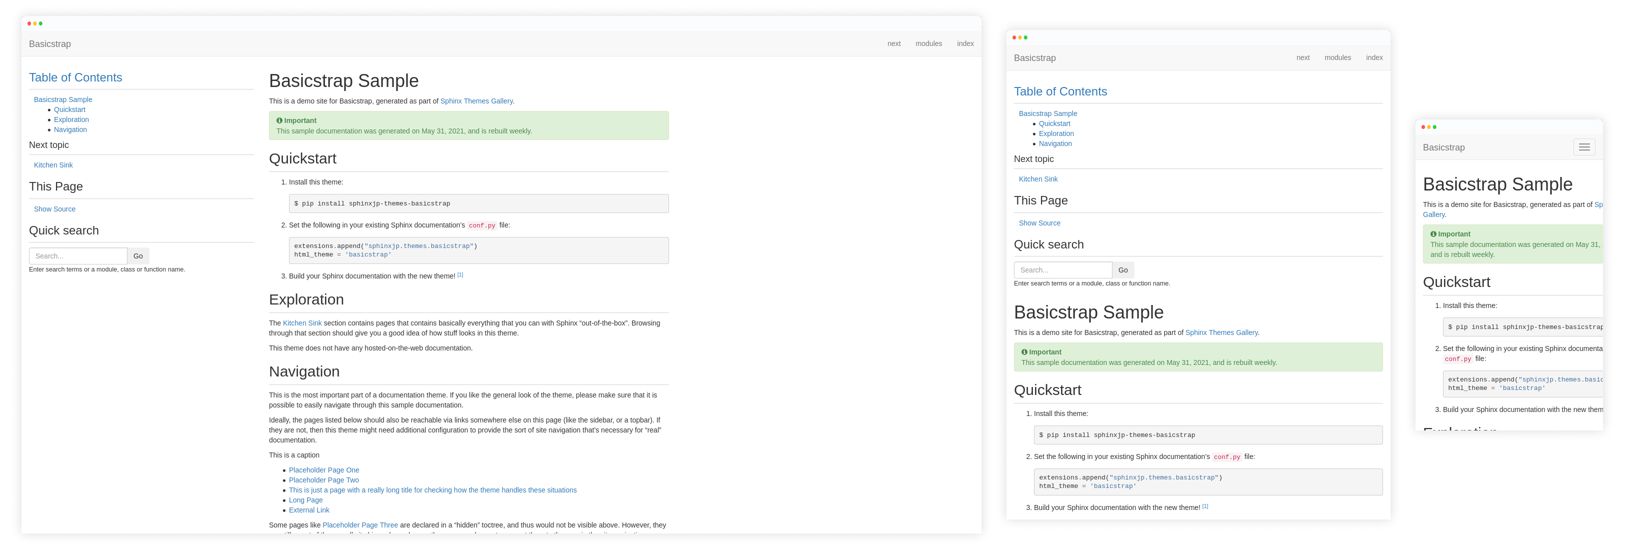 Basicstrap
next modules index
Table of Contents
Basicstrap Sample
Quickstart
Exploration
Navigation
Next topic
Kitchen Sink
This Page
Show Source
Quick search
Search...
Go
Enter search terms or a module, class or function name.
Basicstrap Sample
This is a demo site for Basicstrap, generated as part of Sphinx Themes Gallery.
Important
This sample documentation was generated on May 31, 2021, and is rebuilt weekly.
Quickstart
1. Install this theme:
$ pip install sphinxjp-themes-basicstrap
2. Set the following in your existing Sphinx documentation's conf.py file:
extensions.append("sphinxjp.themes.basicstrap")
html_theme = 'basicstrap'
3. Build your Sphinx documentation with the new theme! [1]
Exploration
The Kitchen Sink section contains pages that contains basically everything that you can with Sphinx “out-of-the-box”. Browsing
through that section should give you a good idea of how stuff looks in this theme.
This theme does not have any hosted-on-the-web documentation.
Navigation
This is the most important part of a documentation theme. If you like the general look of the theme, please make sure that it is
possible to easily navigate through this sample documentation.
Ideally, the pages listed below should also be reachable via links somewhere else on this page (like the sidebar, or a topbar). If
they are not, then this theme might need additional configuration to provide the sort of site navigation that's necessary for “real”
documentation.
This is a caption
Placeholder Page One
Placeholder Page Two
This is just a page with a really long title for checking how the theme handles these situations
Long Page
External Link
Some pages like Placeholder Page Three are declared in a “hidden” toctree, and thus would not be visible above. However, they
Basicstrap
next modules index
Table of Contents
Basicstrap Sample
Quickstart
Exploration
Navigation
Next topic
Kitchen Sink
This Page
Show Source
Quick search
Search...
Go
Enter search terms or a module, class or function name.
Basicstrap Sample
This is a demo site for Basicstrap, generated as part of Sphinx Themes Gallery.
Important
This sample documentation was generated on May 31, 2021, and is rebuilt weekly.
Quickstart
1. Install this theme:
$ pip install sphinxjp-themes-basicstrap
2. Set the following in your existing Sphinx documentation's conf.py file:
extensions.append("sphinxjp.themes.basicstrap")
html_theme = 'basicstrap'
3. Build your Sphinx documentation with the new theme! [1]
Basicstrap
Basicstrap Sample
This is a demo site for Basicstrap, generated as part of Sp
Gallery.
Important
This sample documentation was generated on May 31,
and is rebuilt weekly.
Quickstart
1. Install this theme:
$ pip install sphinxjp-themes-basicstrap
2. Set the following in your existing Sphinx documenta
conf.py file:
extensions.append("sphinxjp.themes.basic
html_theme = 'basicstrap'
3. Build your Sphinx documentation with the new them
Exploration